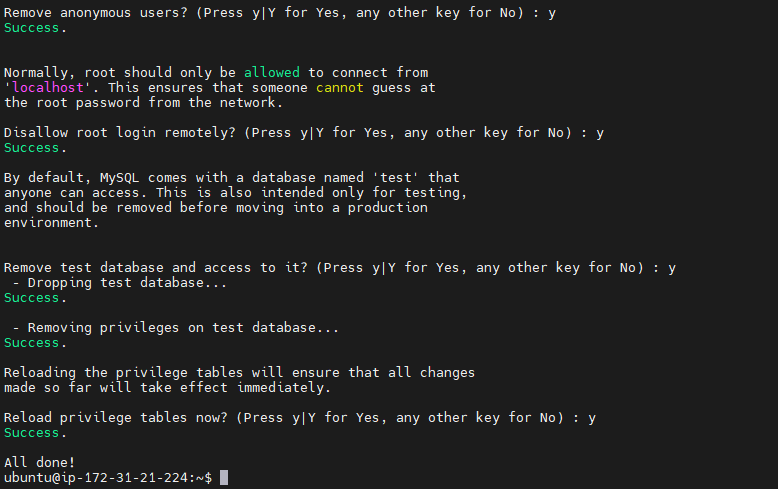 Remove anonymous users? (Press y|Y for Yes, any other key for No) : y
Success.
Normally, root should only be allowed to connect from
'localhost'. This ensures that someone cannot guess at
the root password from the network.
Disallow root login remotely? (Press y|Y for Yes, any other key for No) : y
Success.
By default, MySQL comes with a database named 'test' that
anyone can access. This is also intended only for testing,
and should be removed before moving into a production
environment.
Remove test database and access to it? (Press y|Y for Yes, any other key for No) : y
 - Dropping test database...
Success.
 - Removing privileges on test database...
Success.
Reloading the privilege tables will ensure that all changes
made so far will take effect immediately.
Reload privilege tables now? (Press y|Y for Yes, any other key for No) : y
Success.
All done!
ubuntu@ip-172-31-21-224:~$